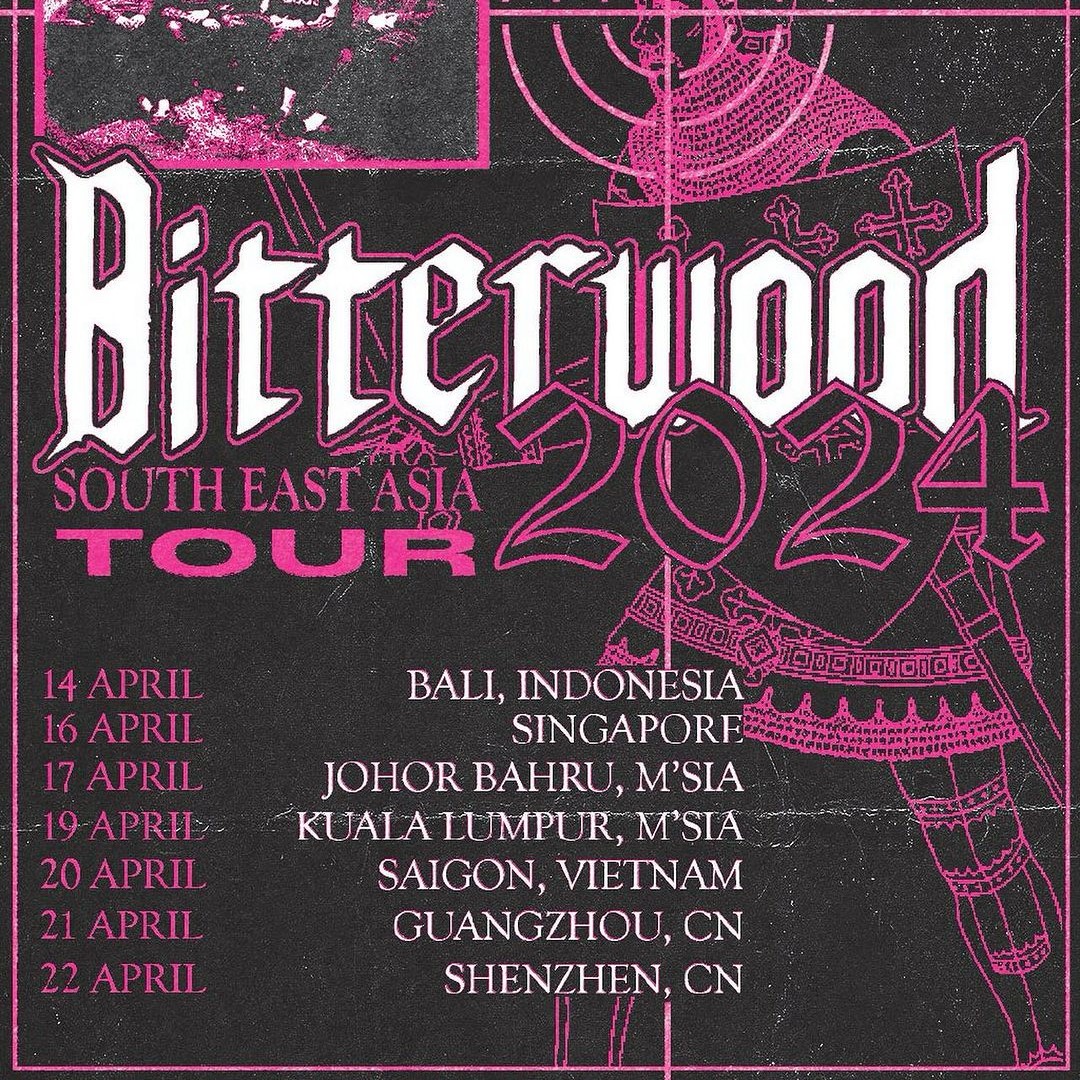 Bitterwood
SOUTH EAST ASIA
TOUR
2024
14 APRIL BALI, INDONESIA
16 APRIL SINGAPORE
17 APRIL JOHOR BAHRU, M'SIA
19 APRIL KUALA LUMPUR, M'SIA
20 APRIL SAIGON, VIETNAM
21 APRIL GUANGZHOU, CN
22 APRIL SHENZHEN, CN